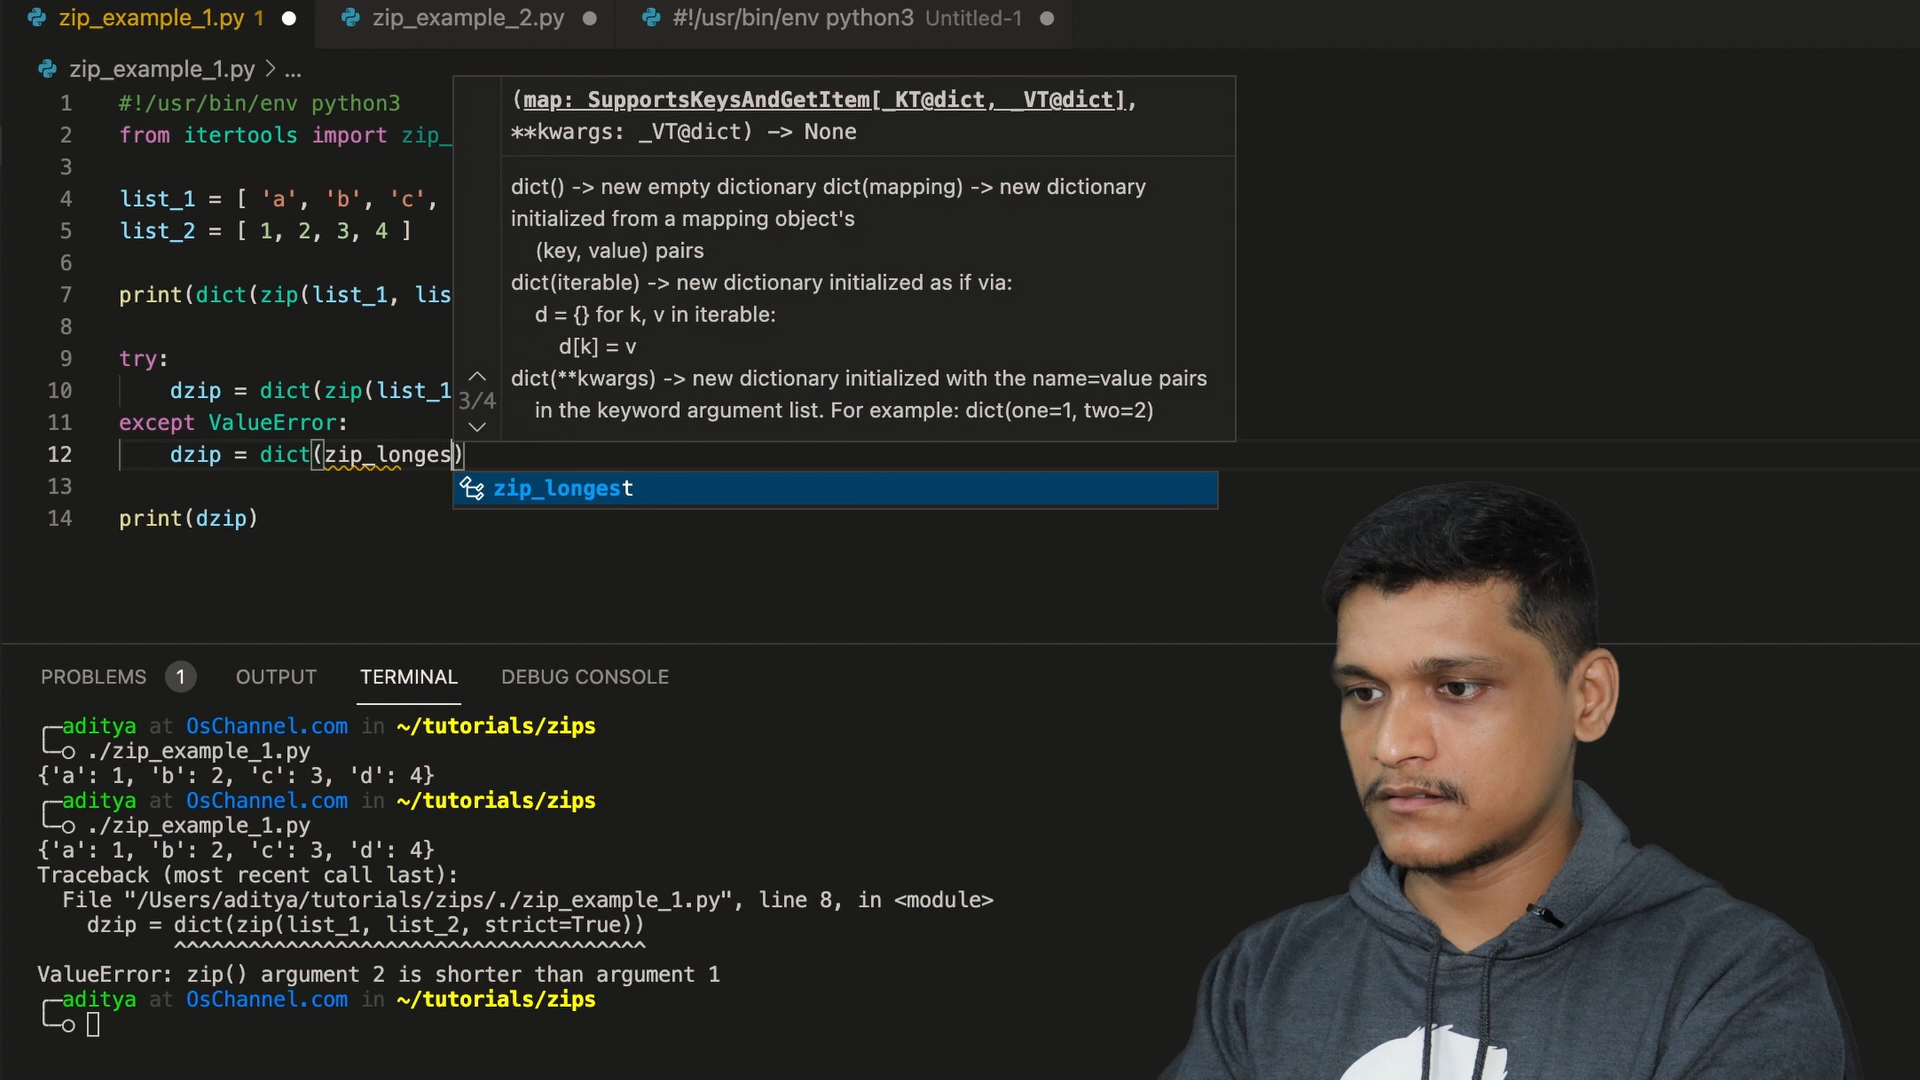 zip_example_1.py 1
zip_example_2.py
#!/usr/bin/env python3 Untitled-1
zip_example_1.py > ...
1 #!/usr/bin/env python3
2 from itertools import zip_
3
4 list_1 = [ 'a', 'b', 'c',
5 list_2 = [ 1, 2, 3, 4 ]
6
7 print(dict(zip(list_1, lis
8
9 try:
10 dzip = dict(zip(list_1
11 except ValueError:
12 dzip = dict(zip_longes)
13
14 print(dzip)
(map: SupportsKeysAndGetItem[_KT@dict, _VT@dict],
**kwargs: _VT@dict) -> None
dict() -> new empty dictionary dict(mapping) -> new dictionary
initialized from a mapping object's
(key, value) pairs
dict(iterable) -> new dictionary initialized as if via:
d = {} for k, v in iterable:
d[k] = v
dict(**kwargs) -> new dictionary initialized with the name=value pairs
in the keyword argument list. For example: dict(one=1, two=2)
3/4
zip_longest
PROBLEMS 1 OUTPUT TERMINAL DEBUG CONSOLE
aditya at OsChannel.com in ~/tutorials/zips
./zip_example_1.py
{'a': 1, 'b': 2, 'c': 3, 'd': 4}
aditya at OsChannel.com in ~/tutorials/zips
./zip_example_1.py
{'a': 1, 'b': 2, 'c': 3, 'd': 4}
Traceback (most recent call last):
File "/Users/aditya/tutorials/zips/./zip_example_1.py", line 8, in <module>
dzip = dict(zip(list_1, list_2, strict=True))
^^^^^^^^^^^^^^^^^^^^^^^^^^^^^^^^^^^^^^
ValueError: zip() argument 2 is shorter than argument 1
aditya at OsChannel.com in ~/tutorials/zips